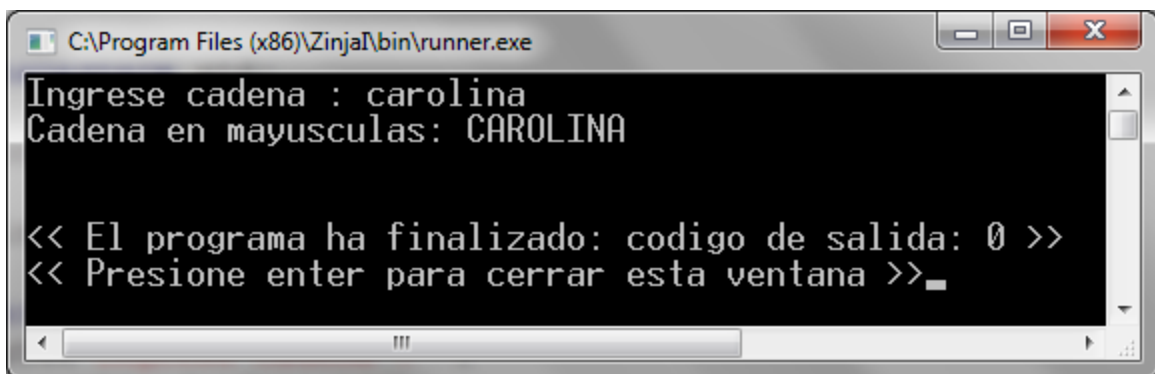 C:\Program Files (x86)\ZinjaI\bin\runner.exe
Ingrese cadena : carolina
Cadena en mayusculas: CAROLINA
<< El programa ha finalizado: codigo de salida: 0 >>
<< Presione enter para cerrar esta ventana >>